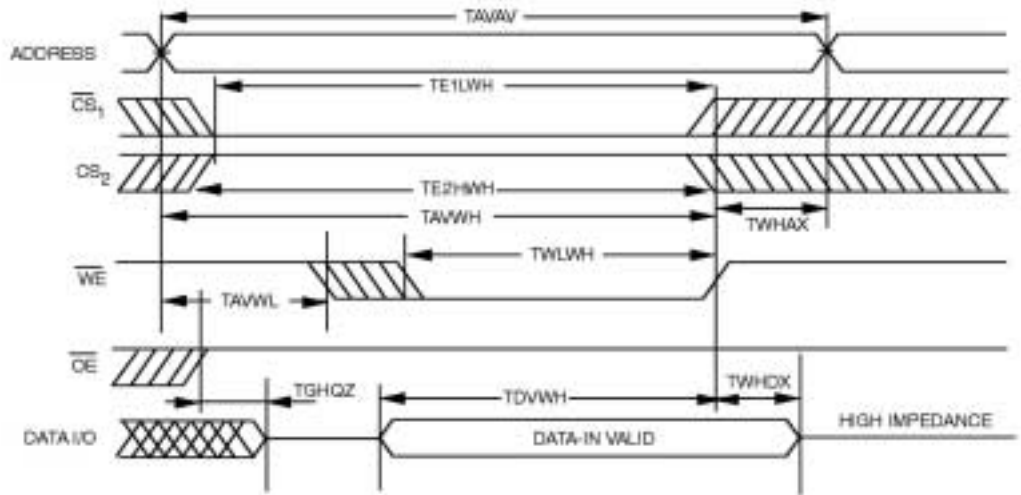 TAVAV
ADDRESS
TE1LWH
CS1
CS2
TE2HWH
TAVWH
TWHAX
TWLWH
WE
TAVWL
OE
TGHQZ
TDVWH
TWHDX
DATA I/O
DATA-IN VALID
HIGH IMPEDANCE